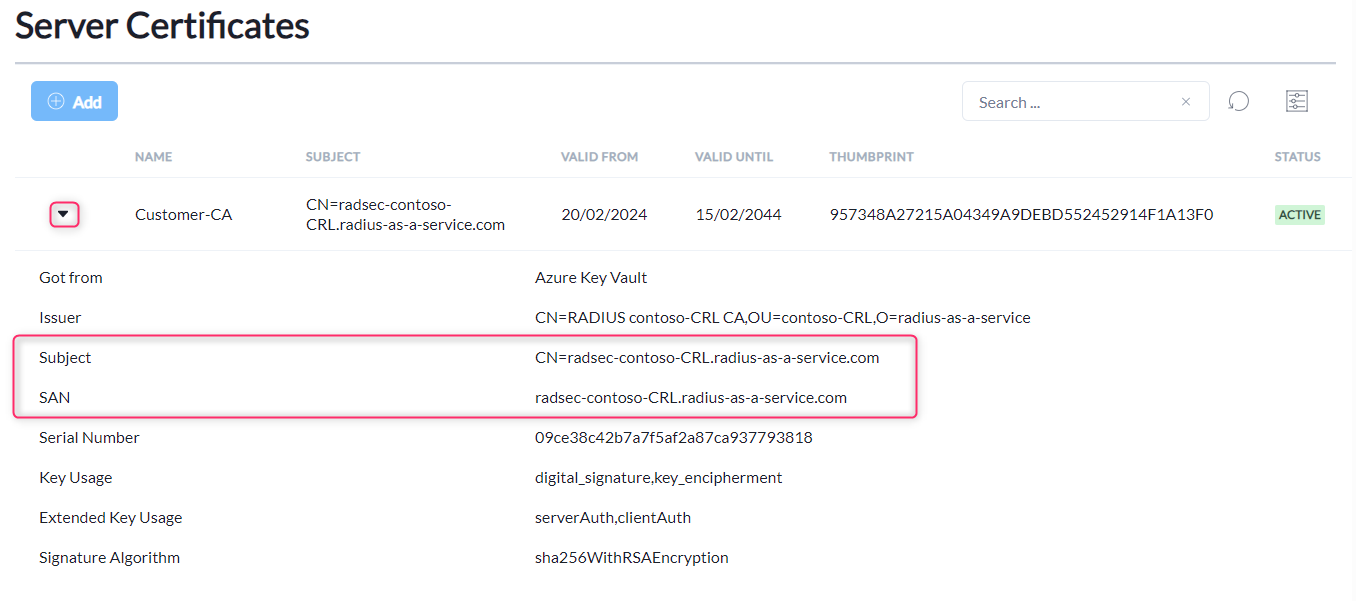 Server Certificates
Add
Search ...
NAME SUBJECT VALID FROM VALID UNTIL THUMBPRINT STATUS
Customer-CA CN=radsec-contoso-CRL.radius-as-a-service.com 20/02/2024 15/02/2044 957348A27215A04349A9DEBD552452914F1A13F0 ACTIVE
Got from Azure Key Vault
Issuer CN=RADIUS contoso-CRL CA,OU=contoso-CRL,O=radius-as-a-service
Subject CN=radsec-contoso-CRL.radius-as-a-service.com
SAN radsec-contoso-CRL.radius-as-a-service.com
Serial Number 09ce38c42b7a7f5af2a87ca937793818
Key Usage digital_signature,key_encipherment
Extended Key Usage serverAuth,clientAuth
Signature Algorithm sha256WithRSAEncryption